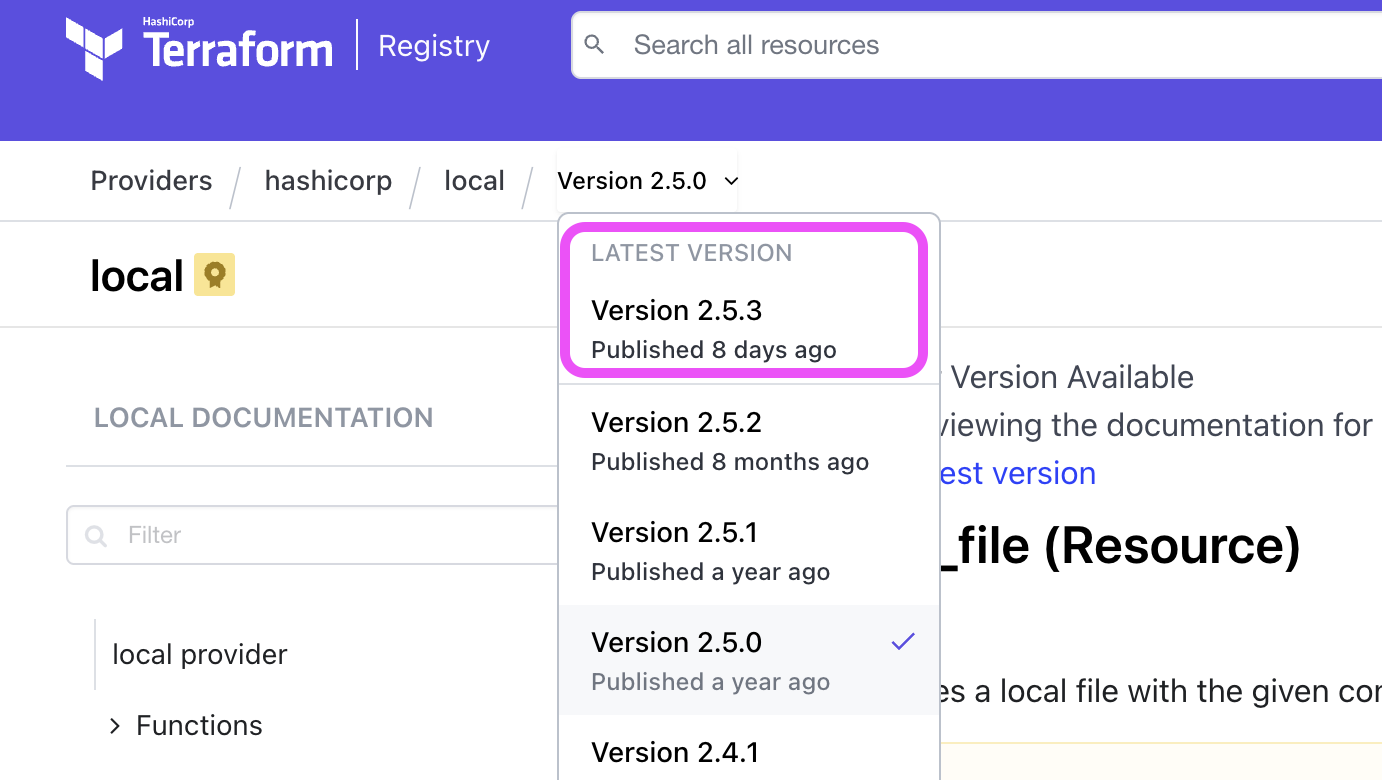 HashiCorp
Terraform
Registry
Search all resources
Providers / hashicorp / local / Version 2.5.0
local
LATEST VERSION
Version 2.5.3
Published 8 days ago
Version 2.5.2
Published 8 months ago
Version 2.5.1
Published a year ago
Version 2.5.0
Published a year ago
Version 2.4.1
LOCAL DOCUMENTATION
Filter
local provider
Functions
Version Available
viewing the documentation for
est version
_file (Resource)
es a local file with the given con